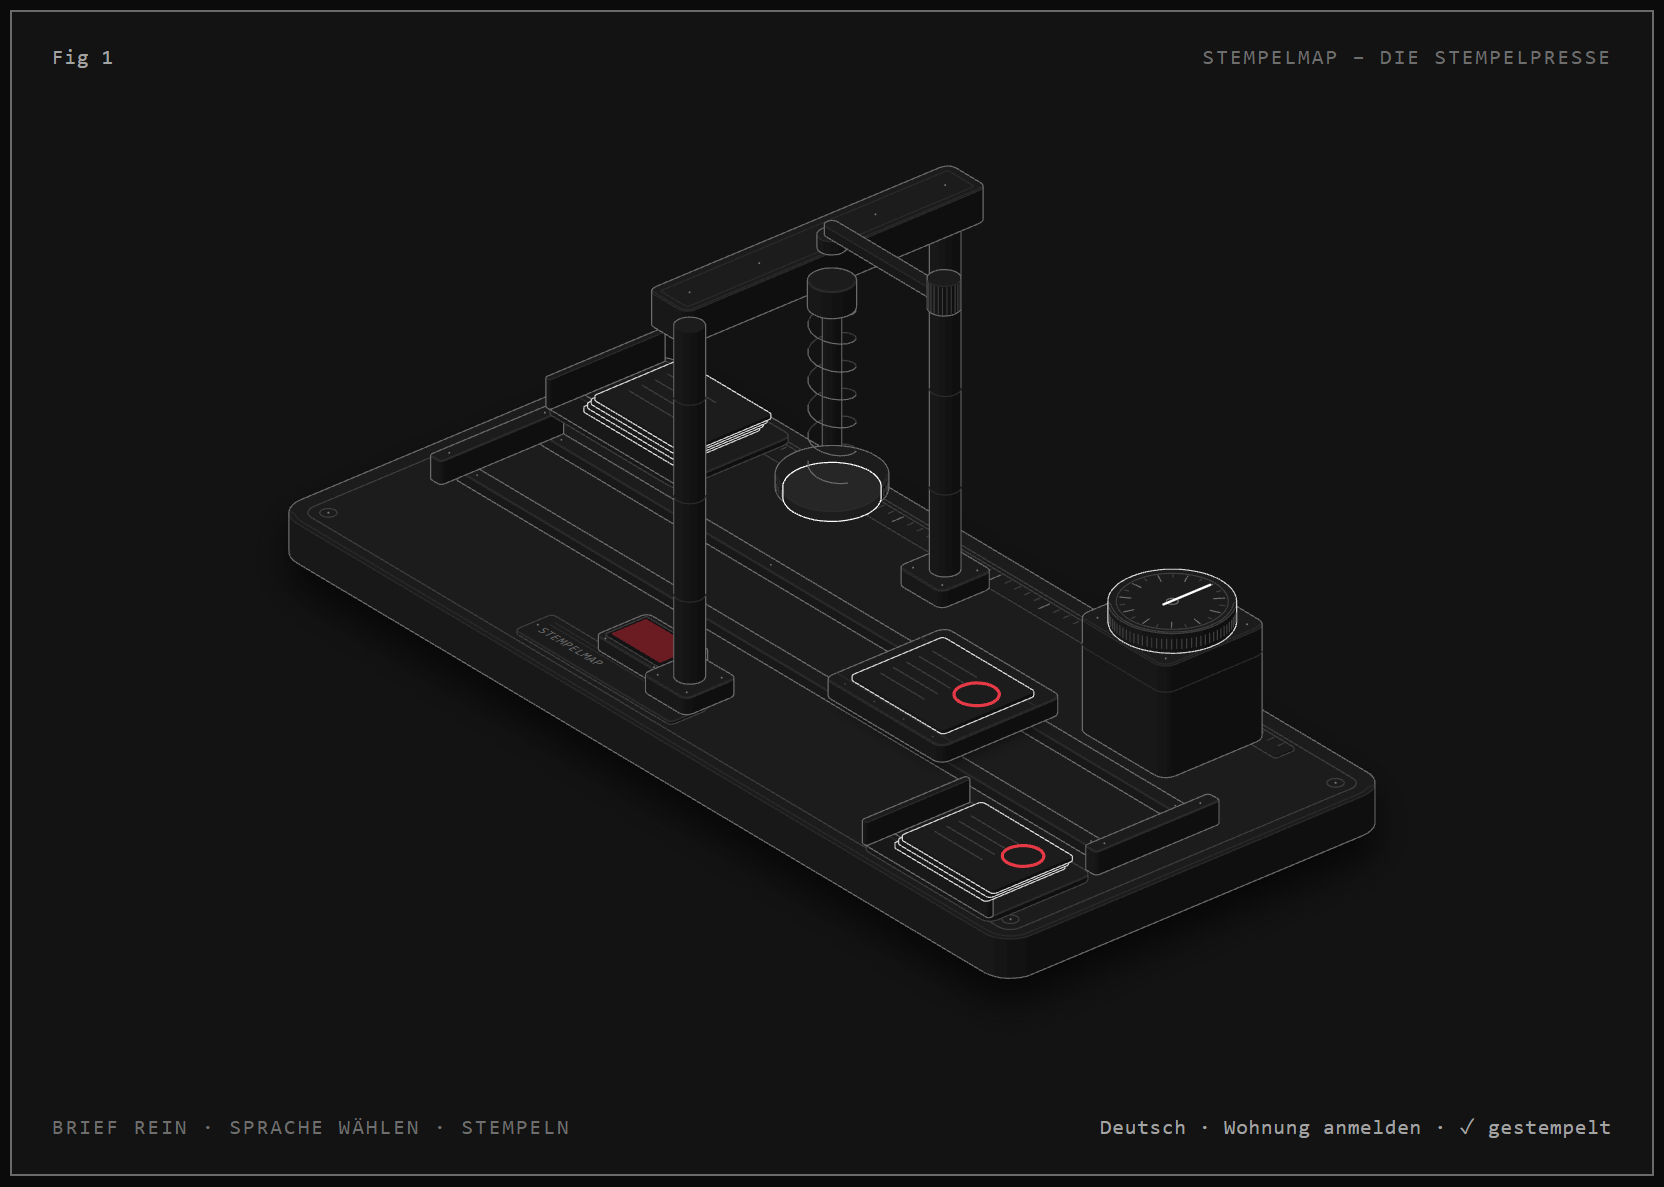 Fig 1
STEMPELMAP – DIE STEMPELPRESSE
STEMPELMAP
BRIEF REIN · SPRACHE WÄHLEN · STEMPELN
Deutsch · Wohnung anmelden · ✓ gestempelt